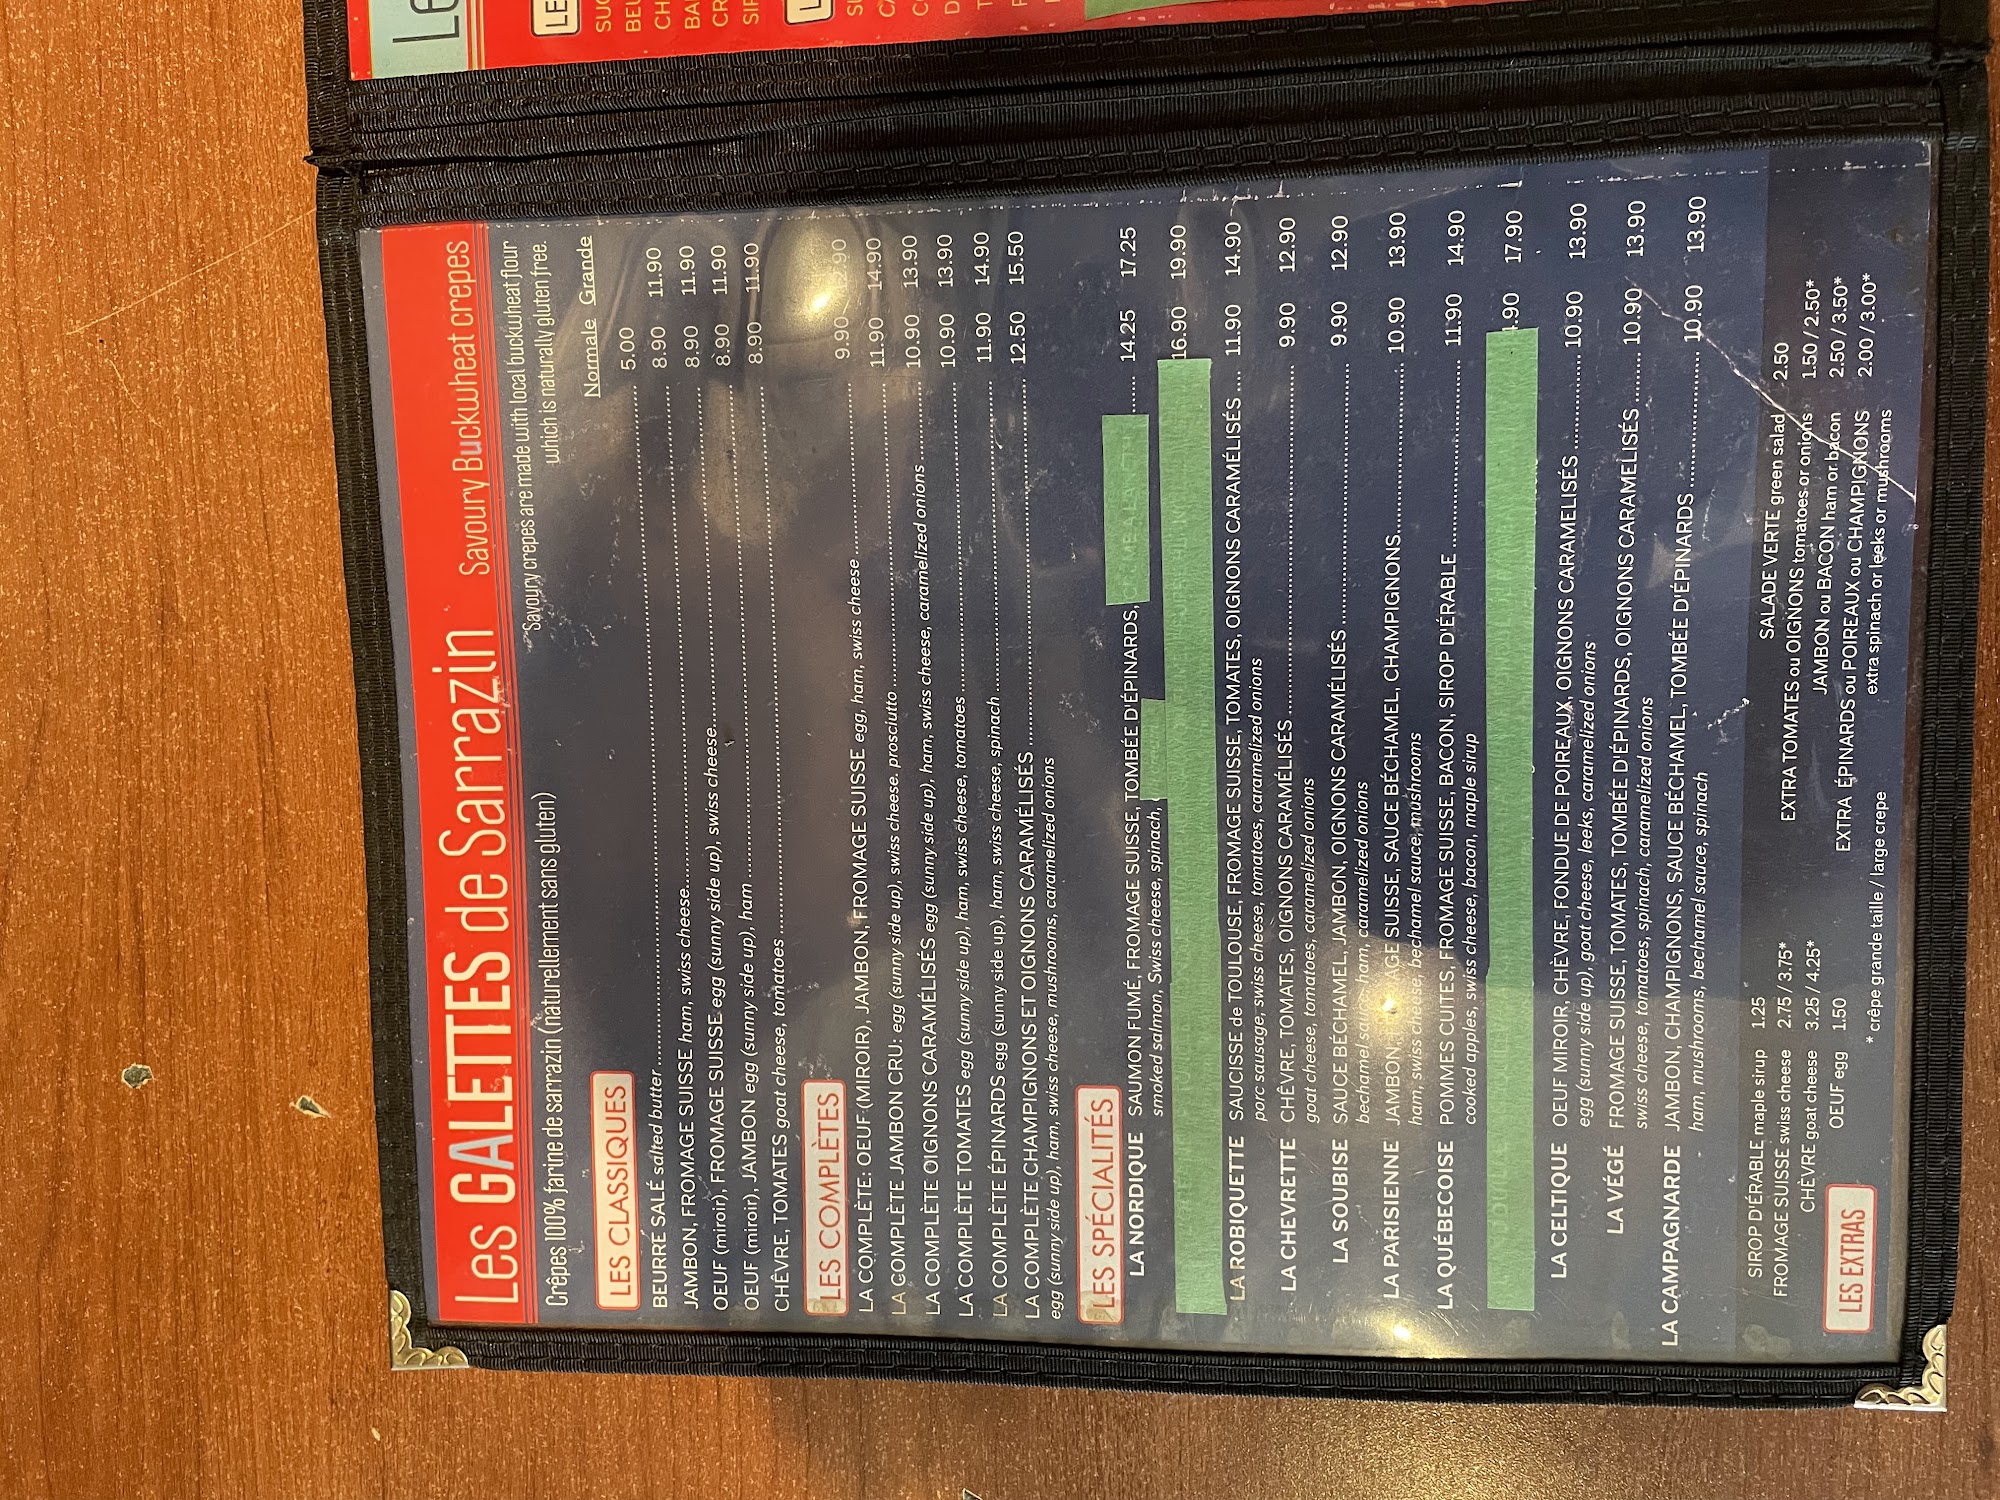 Les GALETTES de Sarrazin Savoury Buckwheat crepes
Crêpes 100% farine de sarrazin (naturellement sans gluten)
Savoury crepes are made with local buckwheat flour
which is naturally gluten free.
Normale Grande
LES CLASSIQUES
BEURRE SALÉ salted butter 5.00
JAMBON, FROMAGE SUISSE ham, swiss cheese 8.90 11.90
OEUF (miroir), FROMAGE SUISSE egg (sunny side up), swiss cheese 8.90 11.90
OEUF (miroir), JAMBON egg (sunny side up), ham 8.90 11.90
CHÈVRE, TOMATES goat cheese, tomatoes 8.90 11.90
LES COMPLÈTES
LA COMPLÈTE: OEUF (MIROIR), JAMBON, FROMAGE SUISSE egg, ham, swiss cheese 9.90 12.90
LA COMPLÈTE JAMBON CRU: egg (sunny side up), swiss cheese, prosciutto 11.90 14.90
LA COMPLÈTE OIGNONS CARAMÉLISÉS egg (sunny side up), ham, swiss cheese, caramelized onions 10.90 13.90
LA COMPLÈTE TOMATES egg (sunny side up), ham, swiss cheese, tomatoes 10.90 13.90
LA COMPLÈTE ÉPINARDS egg (sunny side up), ham, swiss cheese, spinach 11.90 14.90
LA COMPLÈTE CHAMPIGNONS ET OIGNONS CARAMÉLISÉS 12.50 15.50
egg (sunny side up), ham, swiss cheese, mushrooms, caramelized onions
LES SPÉCIALITÉS
LA NORDIQUE SAUMON FUMÉ, FROMAGE SUISSE, TOMBÉE D'ÉPINARDS, 14.25 17.25
smoked salmon, Swiss cheese, spinach,
16.90 19.90
LA ROBIQUETTE SAUCISSE de TOULOUSE, FROMAGE SUISSE, TOMATES, OIGNONS CARAMÉLISÉS 11.90 14.90
porc sausage, swiss cheese, tomatoes, caramelized onions
LA CHEVRETTE CHÈVRE, TOMATES, OIGNONS CARAMÉLISÉS 9.90 12.90
goat cheese, tomatoes, caramelized onions
LA SOUBISE SAUCE BÉCHAMEL, JAMBON, OIGNONS CARAMÉLISÉS 9.90 12.90
bechamel sauce, ham, caramelized onions
LA PARISIENNE JAMBON, FROMAGE SUISSE, SAUCE BÉCHAMEL, CHAMPIGNONS 10.90 13.90
ham, swiss cheese, bechamel sauce, mushrooms
LA QUÉBECOISE POMMES CUITES, FROMAGE SUISSE, BACON, SIROP D'ÉRABLE 11.90 14.90
cooked apples, swiss cheese, bacon, maple sirup
.90 17.90
LA CELTIQUE OEUF MIROIR, CHÈVRE, FONDUE DE POIREAUX, OIGNONS CARAMELISÉS 10.90 13.90
egg (sunny side up), goat cheese, leeks, caramelized onions
LA VÉGÉ FROMAGE SUISSE, TOMATES, TOMBÉE D'ÉPINARDS, OIGNONS CARAMELISÉS 10.90 13.90
swiss cheese, tomatoes, spinach, caramelized onions
LA CAMPAGNARDE JAMBON, CHAMPIGNONS, SAUCE BÉCHAMEL, TOMBÉE D'ÉPINARDS 10.90 13.90
ham, mushrooms, bechamel sauce, spinach
SIROP D'ÉRABLE maple sirup 1.25
FROMAGE SUISSE swiss cheese 2.75 / 3.75*
CHÈVRE goat cheese 3.25 / 4.25*
OEUF egg 1.50
LES EXTRAS
SALADE VERTE green salad 2.50
EXTRA TOMATES ou OIGNONS tomatoes or onions 1.50 / 2.50*
JAMBON ou BACON ham or bacon 2.50 / 3.50*
EXTRA ÉPINARDS ou POIREAUX ou CHAMPIGNONS 2.00 / 3.00*
extra spinach or leeks or mushrooms
* crêpe grande taille / large crepe